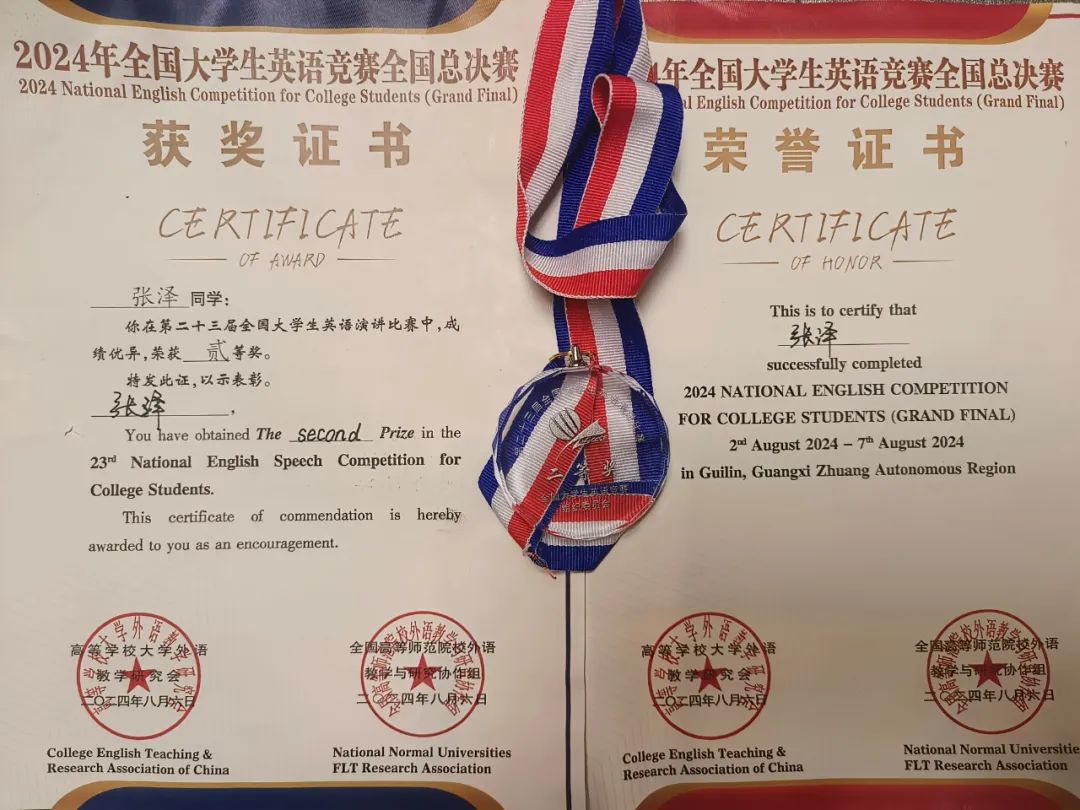 2024年全国大学生英语竞赛全国总决赛
2024 National English Competition for College Students (Grand Final)
获奖证书
CERTIFICATE
OF AWARD
张泽同学:
你在第二十三届全国大学生英语演讲比赛中,成
绩优异,荣获贰等奖。
特发此证,以示表彰。
张泽,
You have obtained The second Prize in the
23rd National English Speech Competition for
College Students.
This certificate of commendation is hereby
awarded to you as an encouragement.
高等学校大学外语
教学研究会
二〇二四年八月六日
College English Teaching &
Research Association of China
全国高等师范院校外语
教学与研究协作组
二〇二四年八月六日
National Normal Universities
FLT Research Association
二等奖
年全国大学生英语竞赛全国总决赛
English Competition for College Students (Grand Final)
荣誉证书
CERTIFICATE
OF HONOR
This is to certify that
张泽
successfully completed
2024 NATIONAL ENGLISH COMPETITION
FOR COLLEGE STUDENTS (GRAND FINAL)
2nd August 2024 – 7th August 2024
in Guilin, Guangxi Zhuang Autonomous Region
高等学校大学外语
教学研究会
二〇二四年八月六日
College English Teaching &
Research Association of China
全国高等师范院校外语
教学与研究协作组
二〇二四年八月六日
National Normal Universitie
FLT Research Association